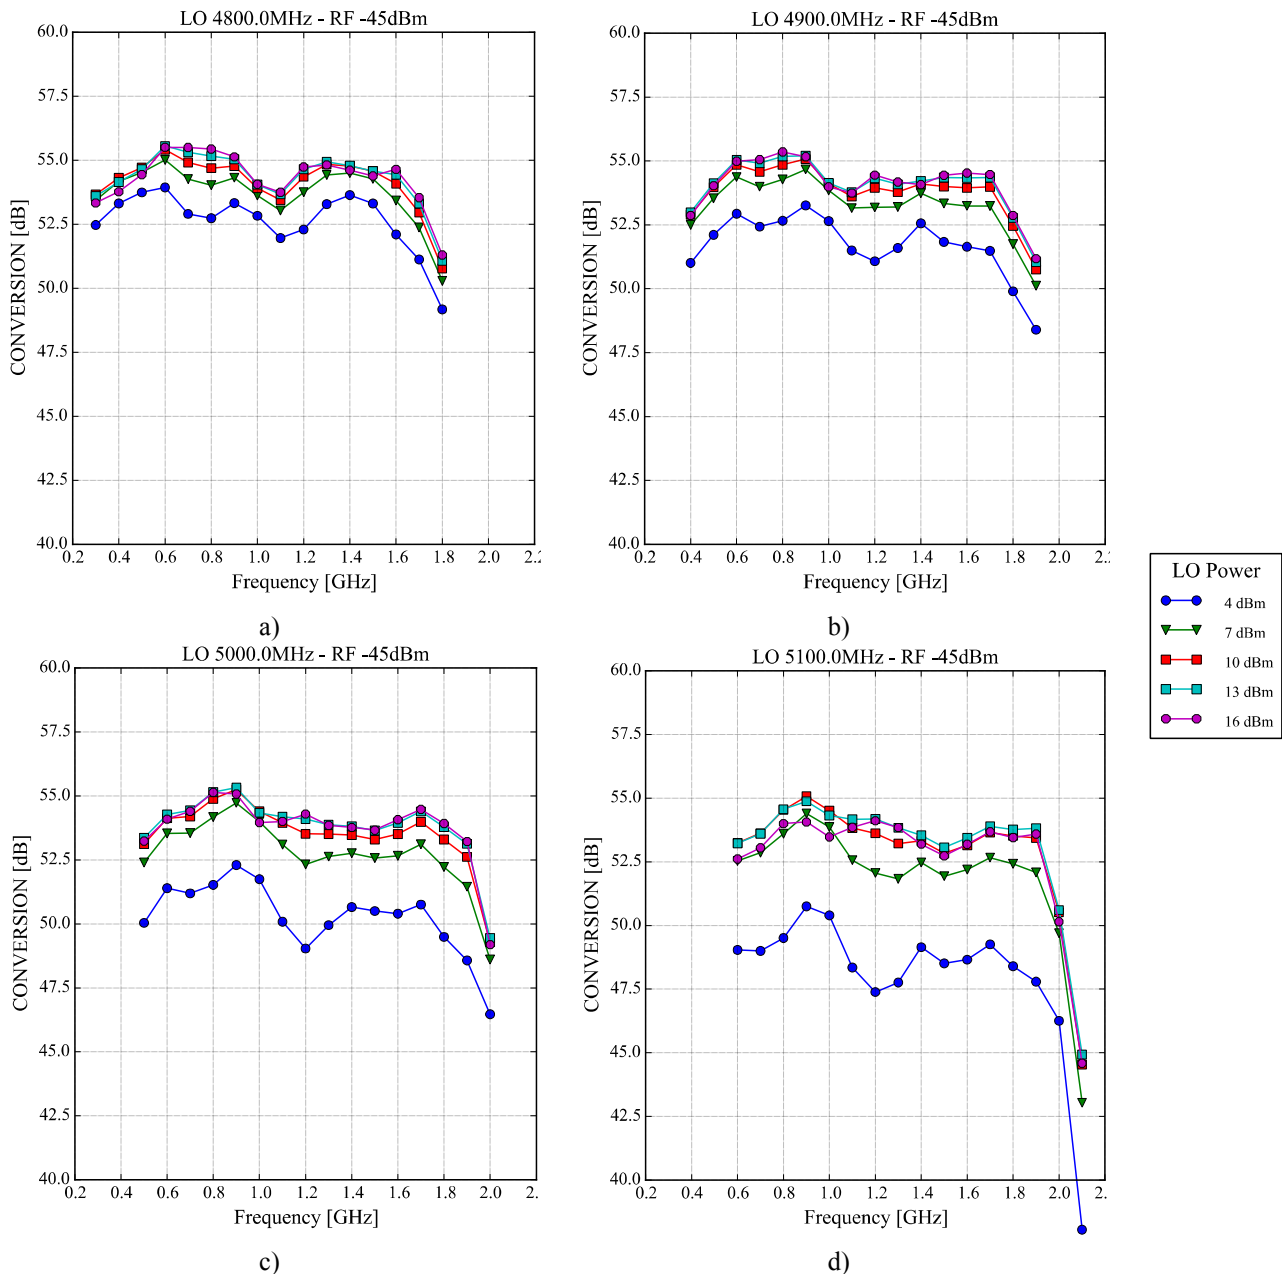 LO 4800.0MHz - RF -45dBm
60.0
57.5
55.0
52.5
50.0
47.5
45.0
42.5
40.0
CONVERSION [dB]
0.2 0.4 0.6 0.8 1.0 1.2 1.4 1.6 1.8 2.0 2.2
Frequency [GHz]
a)
LO 4900.0MHz - RF -45dBm
60.0
57.5
55.0
52.5
50.0
47.5
45.0
42.5
40.0
CONVERSION [dB]
0.2 0.4 0.6 0.8 1.0 1.2 1.4 1.6 1.8 2.0 2.
Frequency [GHz]
b)
LO Power
4 dBm
7 dBm
10 dBm
13 dBm
16 dBm
LO 5000.0MHz - RF -45dBm
60.0
57.5
55.0
52.5
50.0
47.5
45.0
42.5
40.0
CONVERSION [dB]
0.2 0.4 0.6 0.8 1.0 1.2 1.4 1.6 1.8 2.0 2.
Frequency [GHz]
c)
LO 5100.0MHz - RF -45dBm
60.0
57.5
55.0
52.5
50.0
47.5
45.0
42.5
40.0
CONVERSION [dB]
0.2 0.4 0.6 0.8 1.0 1.2 1.4 1.6 1.8 2.0 2.
Frequency [GHz]
d)